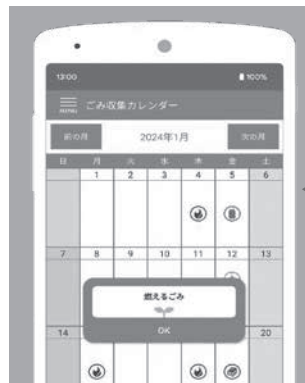 13:00 100%
MENU ごみ収集カレンダー
前の月 2024年1月 次の月
日 月 火 水 木 金 土
1 2 3 4 5 6
7 8 9 10 11 12 13
燃えるごみ
OK
14 20